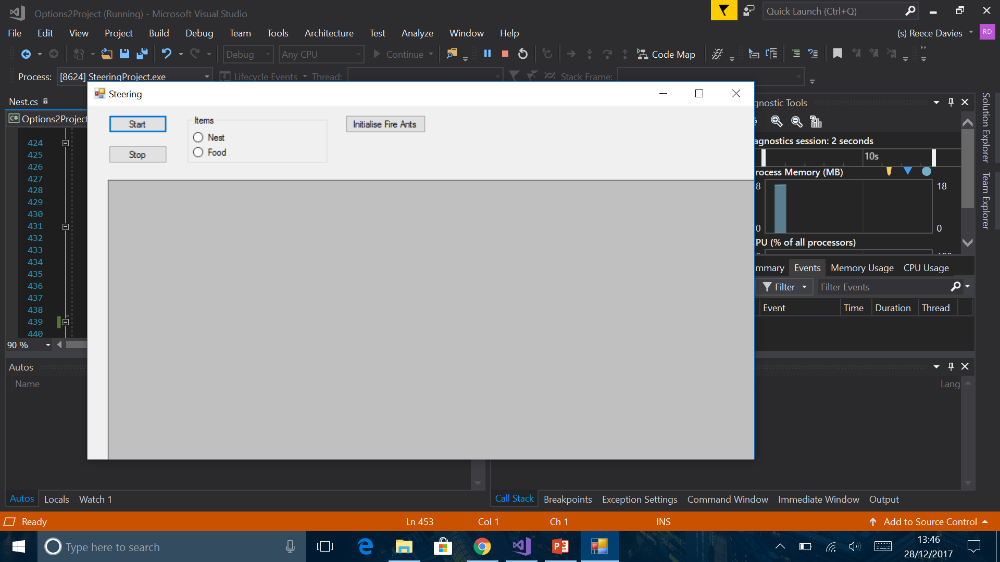 Options2Project (Running) - Microsoft Visual Studio
Quick Launch (Ctrl+Q)
File Edit View Project Build Debug Team Tools Architecture Test Analyze Window Help
(s) Reece Davies RD
Debug Any CPU Continue Code Map
Process: [8624] SteeringProject.exe Lifecycle Events Thread: Stack Frame:
Steering
Nest.cs
gnostic Tools
C# Options2Project
Start
Stop
Items
Nest
Food
Initialise Fire Ants
agnostics session: 2 seconds
10s
rocess Memory (MB)
8 18
0 0
CPU (% of all processors)
Solution Explorer
Team Explorer
424
425
426
427
428
429
430
431
432
433
434
435
436
437
438
439
440
mmary Events Memory Usage CPU Usage
Filter Filter Events
Event Time Duration Thread
90 %
Autos
Name
Lang
Autos Locals Watch 1
Call Stack Breakpoints Exception Settings Command Window Immediate Window Output
Ready Ln 453 Col 1 Ch 1 INS Add to Source Control
Type here to search
13:46
28/12/2017